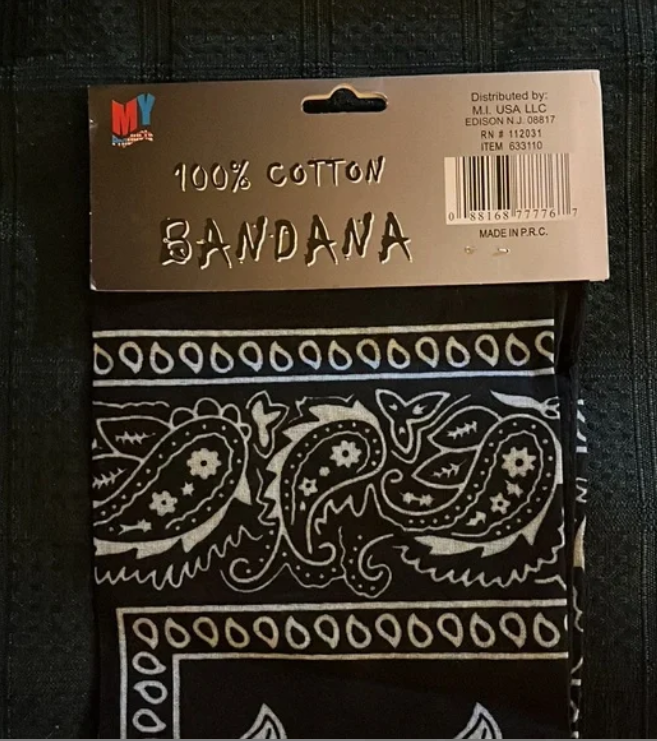 MY
100% COTTON
BANDANA
Distributed by:
M.I. USA LLC
EDISON N.J. 08817
RN # 112031
ITEM 633110
0 88168 77776 7
MADE IN P.R.C.